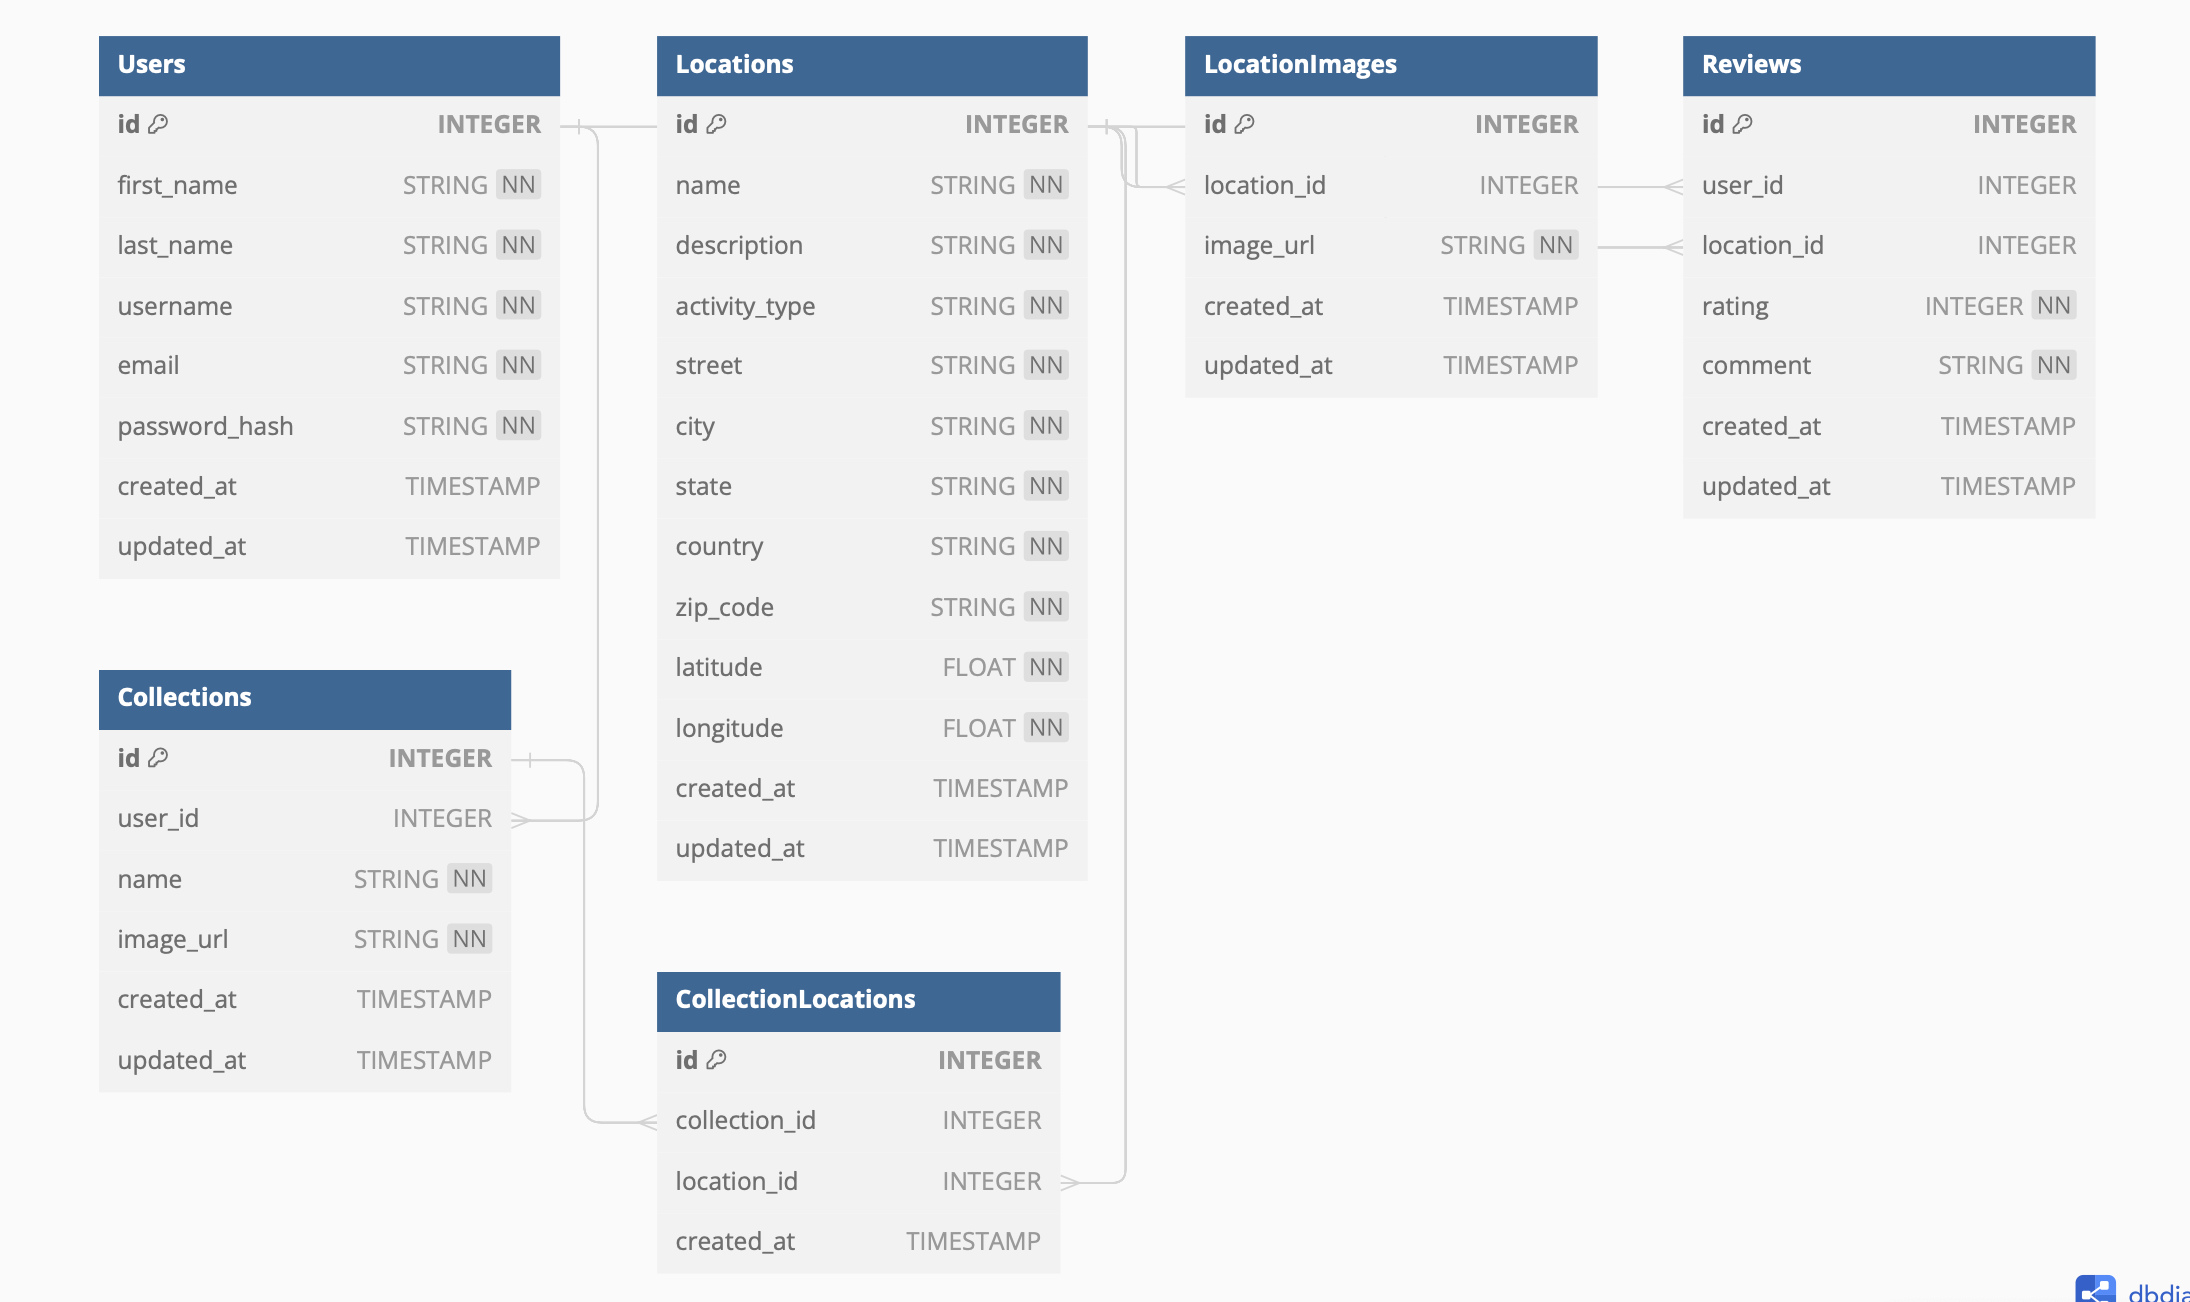 Users
id INTEGER
first_name STRING NN
last_name STRING NN
username STRING NN
email STRING NN
password_hash STRING NN
created_at TIMESTAMP
updated_at TIMESTAMP
Locations
id INTEGER
name STRING NN
description STRING NN
activity_type STRING NN
street STRING NN
city STRING NN
state STRING NN
country STRING NN
zip_code STRING NN
latitude FLOAT NN
longitude FLOAT NN
created_at TIMESTAMP
updated_at TIMESTAMP
LocationImages
id INTEGER
location_id INTEGER
image_url STRING NN
created_at TIMESTAMP
updated_at TIMESTAMP
Reviews
id INTEGER
user_id INTEGER
location_id INTEGER
rating INTEGER NN
comment STRING NN
created_at TIMESTAMP
updated_at TIMESTAMP
Collections
id INTEGER
user_id INTEGER
name STRING NN
image_url STRING NN
created_at TIMESTAMP
updated_at TIMESTAMP
CollectionLocations
id INTEGER
collection_id INTEGER
location_id INTEGER
created_at TIMESTAMP